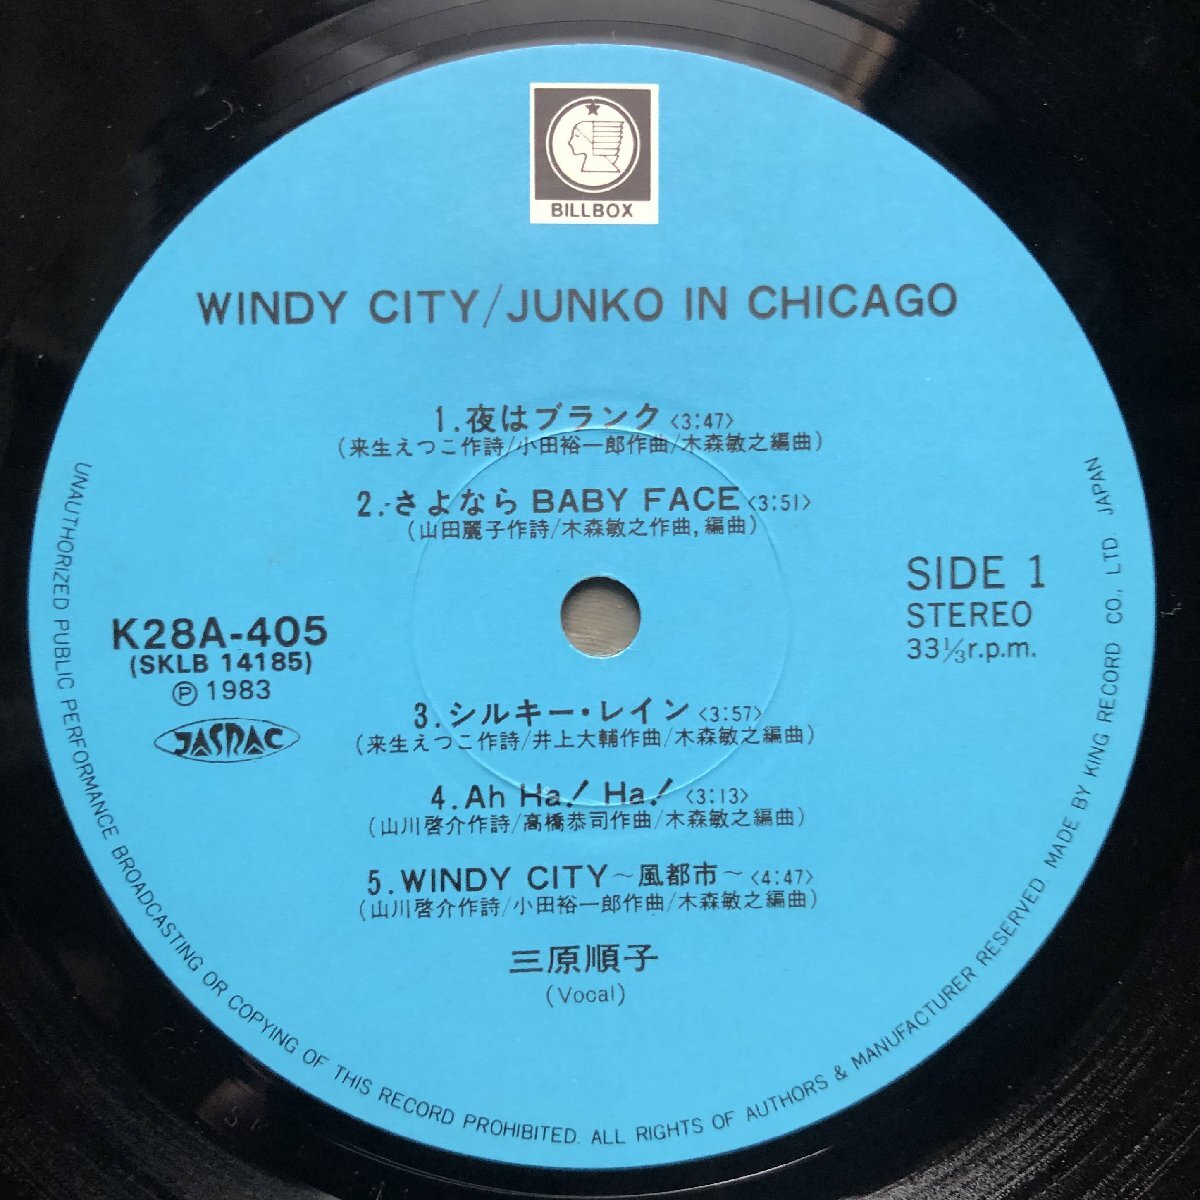 BILLBOX
WINDY CITY/JUNKO IN CHICAGO
1.夜はブランク〈3:47〉
(来生えつこ作詩/小田裕一郎作曲/木森敏之編曲)
2.さよなら BABY FACE〈3:51〉
(山田麗子作詩/木森敏之作曲,編曲)
K28A-405
(SKLB 14185)
Ⓟ 1983
JASRAC
SIDE 1
STEREO
33⅓r.p.m.
3.シルキー・レイン〈3:57〉
(来生えつこ作詩/井上大輔作曲/木森敏之編曲)
4.Ah Ha! Ha!〈3:13〉
(山川啓介作詩/高橋恭司作曲/木森敏之編曲)
5.WINDY CITY～風都市～〈4:47〉
(山川啓介作詩/小田裕一郎作曲/木森敏之編曲)
三原順子
(Vocal)
UNAUTHORIZED PUBLIC PERFORMANCE BROADCASTING OR COPYING OF THIS RECORD PROHIBITED. ALL RIGHTS OF AUTHORS & MANUFACTURER RESERVED. MADE BY KING RECORD CO., LTD. JAPAN